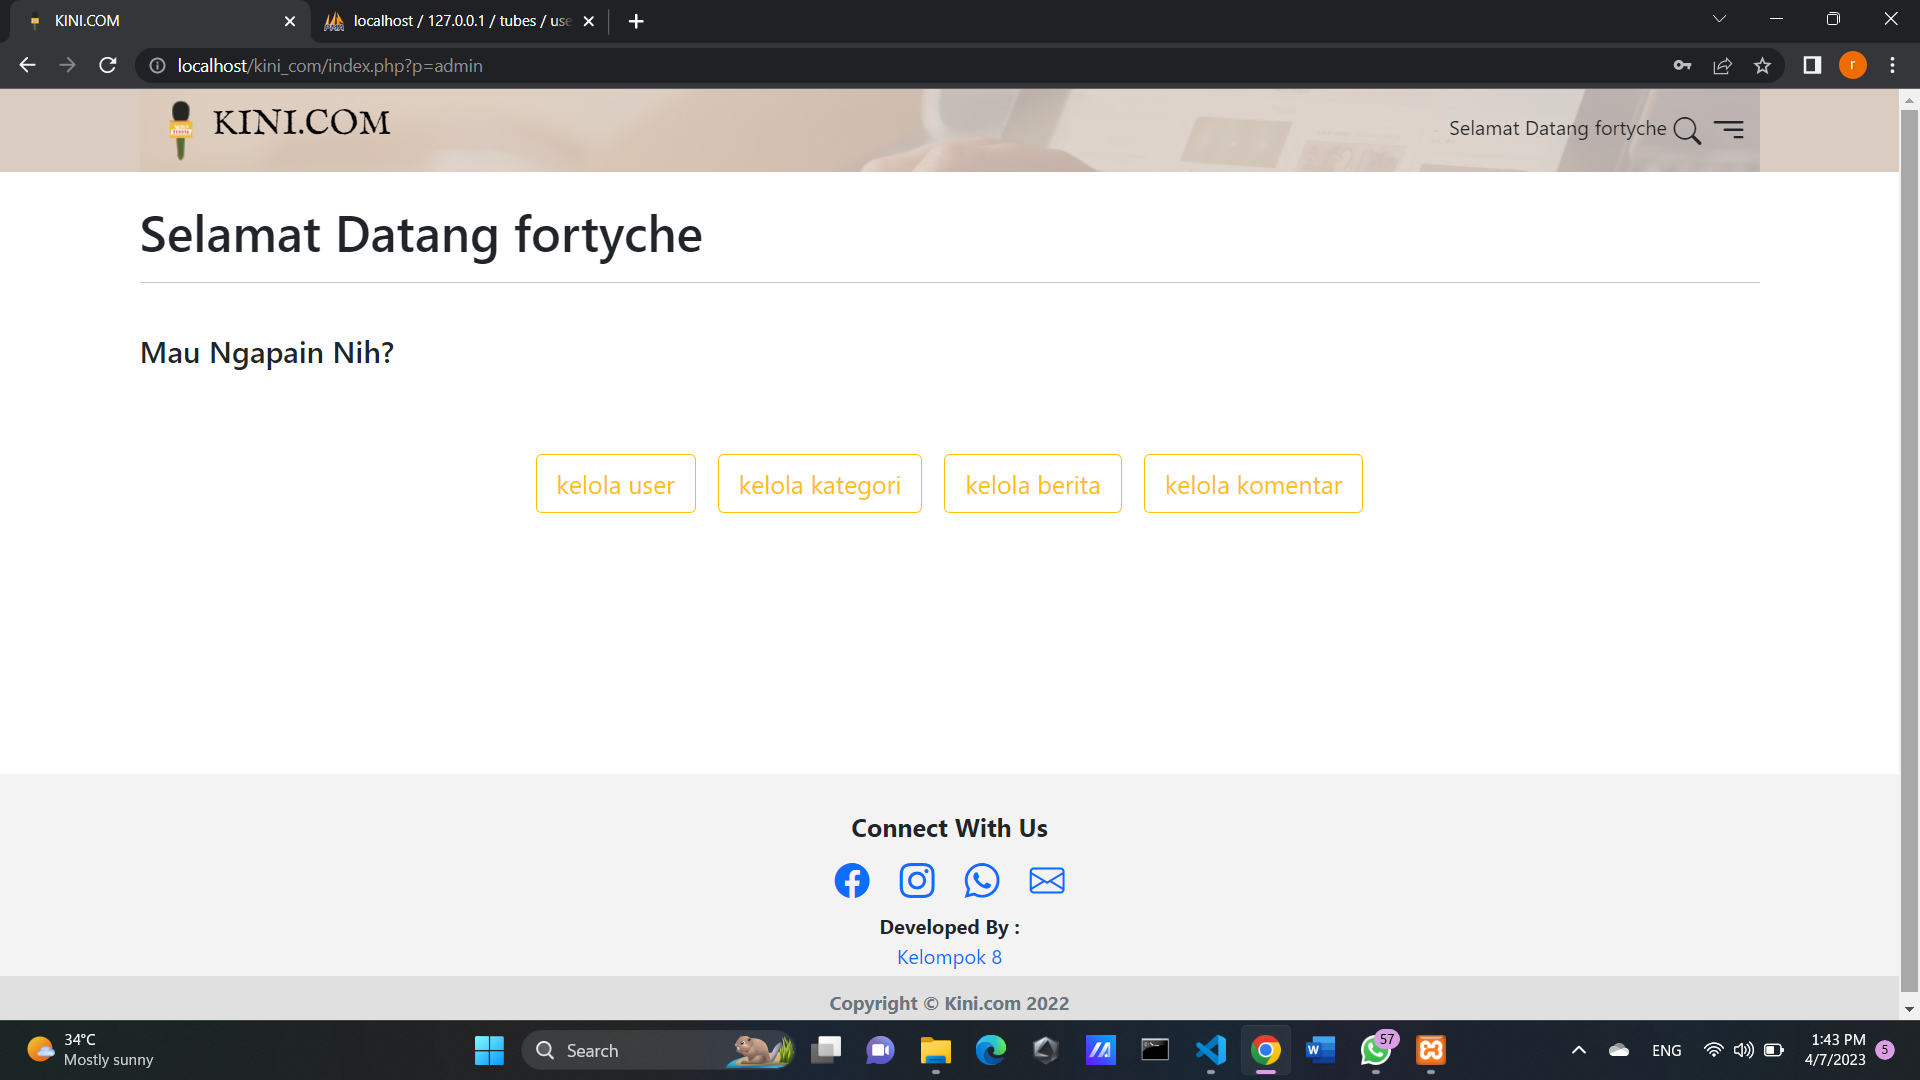 KINI.COM
localhost / 127.0.0.1 / tubes / use
localhost/kini_com/index.php?p=admin
r
KINI.COM
Selamat Datang fortyche
Selamat Datang fortyche
Mau Ngapain Nih?
kelola user
kelola kategori
kelola berita
kelola komentar
Connect With Us
Developed By :
Kelompok 8
Copyright © Kini.com 2022
34°C
Mostly sunny
Search
57
ENG
1:43 PM
4/7/2023
5